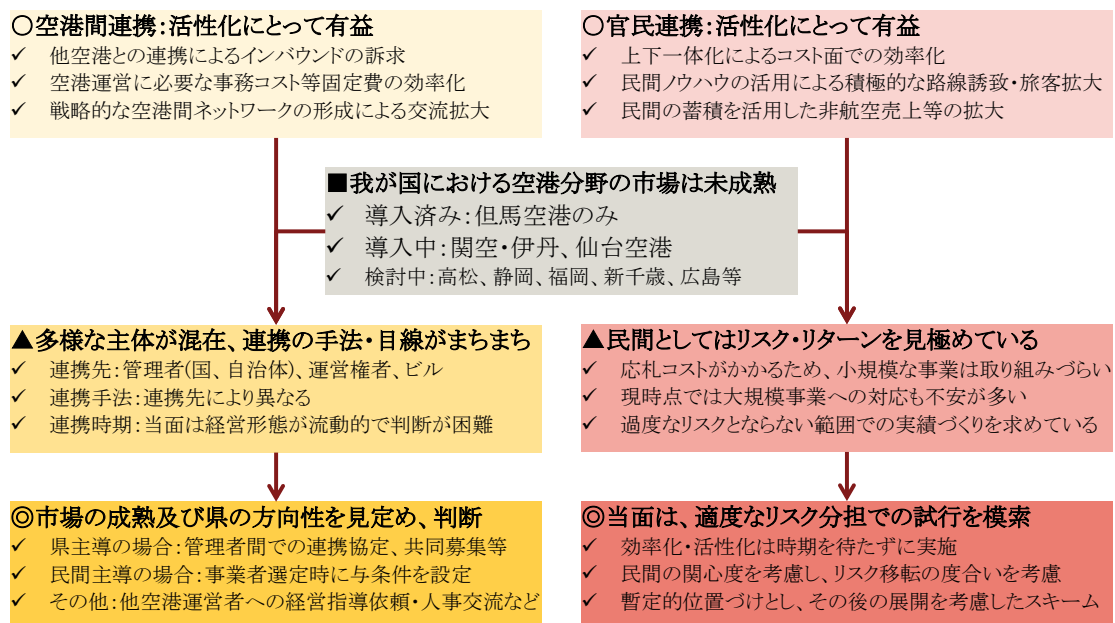 ○空港間連携：活性化にとって有益
✓ 他空港との連携によるインバウンドの訴求
✓ 空港運営に必要な事務コスト等固定費の効率化
✓ 戦略的な空港間ネットワークの形成による交流拡大
○官民連携：活性化にとって有益
✓ 上下一体化によるコスト面での効率化
✓ 民間ノウハウの活用による積極的な路線誘致・旅客拡大
✓ 民間の蓄積を活用した非航空売上等の拡大
■我が国における空港分野の市場は未成熟
✓ 導入済み：但馬空港のみ
✓ 導入中：関空・伊丹、仙台空港
✓ 検討中：高松、静岡、福岡、新千歳、広島等
▲多様な主体が混在、連携の手法・目線がまちまち
✓ 連携先：管理者(国、自治体)、運営権者、ビル
✓ 連携手法：連携先により異なる
✓ 連携時期：当面は経営形態が流動的で判断が困難
▲民間としてはリスク・リターンを見極めている
✓ 応札コストがかかるため、小規模な事業は取り組みづらい
✓ 現時点では大規模事業への対応も不安が多い
✓ 過度なリスクとならない範囲での実績づくりを求めている
◎市場の成熟及び県の方向性を見定め、判断
✓ 県主導の場合：管理者間での連携協定、共同募集等
✓ 民間主導の場合：事業者選定時に与条件を設定
✓ その他：他空港運営者への経営指導依頼・人事交流など
◎当面は、適度なリスク分担での試行を模索
✓ 効率化・活性化は時期を待たずに実施
✓ 民間の関心度を考慮し、リスク移転の度合いを考慮
✓ 暫定的位置づけとし、その後の展開を考慮したスキーム